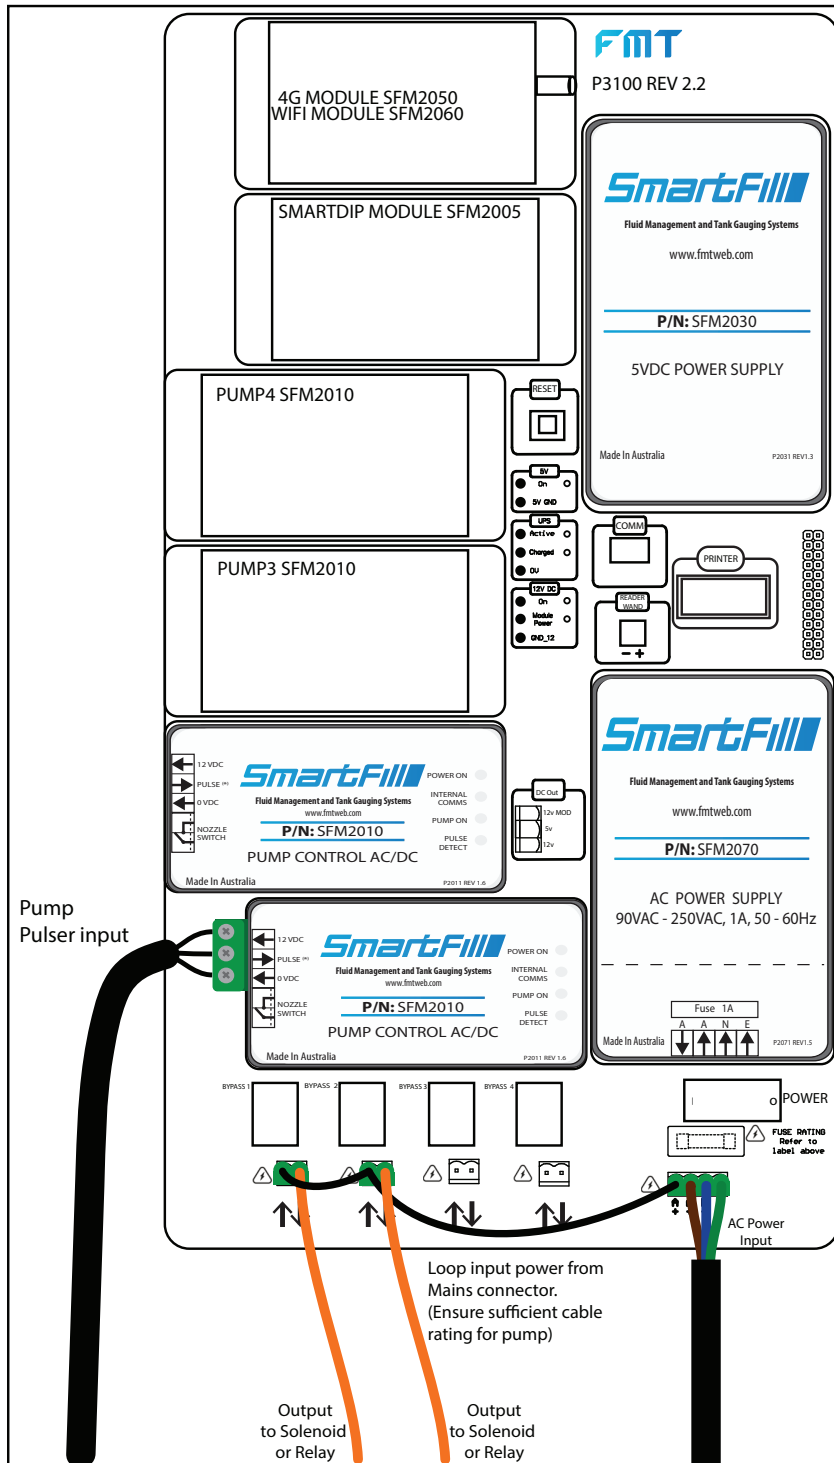 FMT
P3100 REV 2.2
4G MODULE SFM2050
WIFI MODULE SFM2060
SMARTDIP MODULE SFM2005
SmartFill
Fluid Management and Tank Gauging Systems
www.fmtweb.com
P/N: SFM2030
5VDC POWER SUPPLY
Made In Australia
P2031 REV1.3
PUMP4 SFM2010
RESET
5V
On
5V GND
UPS
Active
Charged
0V
12V DC
On
Module
Power
GND_12
COMM
PRINTER
READER
WAND
- +
PUMP3 SFM2010
12 VDC
PULSE (*)
0 VDC
NOZZLE
SWITCH
SmartFill
Fluid Management and Tank Gauging Systems
www.fmtweb.com
P/N: SFM2010
PUMP CONTROL AC/DC
POWER ON
INTERNAL
COMMS
PUMP ON
PULSE
DETECT
Made In Australia
P2011 REV 1.6
DC Out
12v MOD
5v
12v
SmartFill
Fluid Management and Tank Gauging Systems
www.fmtweb.com
P/N: SFM2070
AC POWER SUPPLY
90VAC - 250VAC, 1A, 50 - 60Hz
Fuse 1A
A A N E
Made In Australia
P2071 REV1.5
Pump
Pulser input
12 VDC
PULSE (*)
0 VDC
NOZZLE
SWITCH
SmartFill
Fluid Management and Tank Gauging Systems
www.fmtweb.com
P/N: SFM2010
PUMP CONTROL AC/DC
POWER ON
INTERNAL
COMMS
PUMP ON
PULSE
DETECT
Made In Australia
P2011 REV 1.6
BYPASS 1
BYPASS 2
BYPASS 3
BYPASS 4
POWER
FUSE RATING
Refer to
label above
AC Power
Input
Loop input power from
Mains connector.
(Ensure sufficient cable
rating for pump)
Output
to Solenoid
or Relay
Output
to Solenoid
or Relay